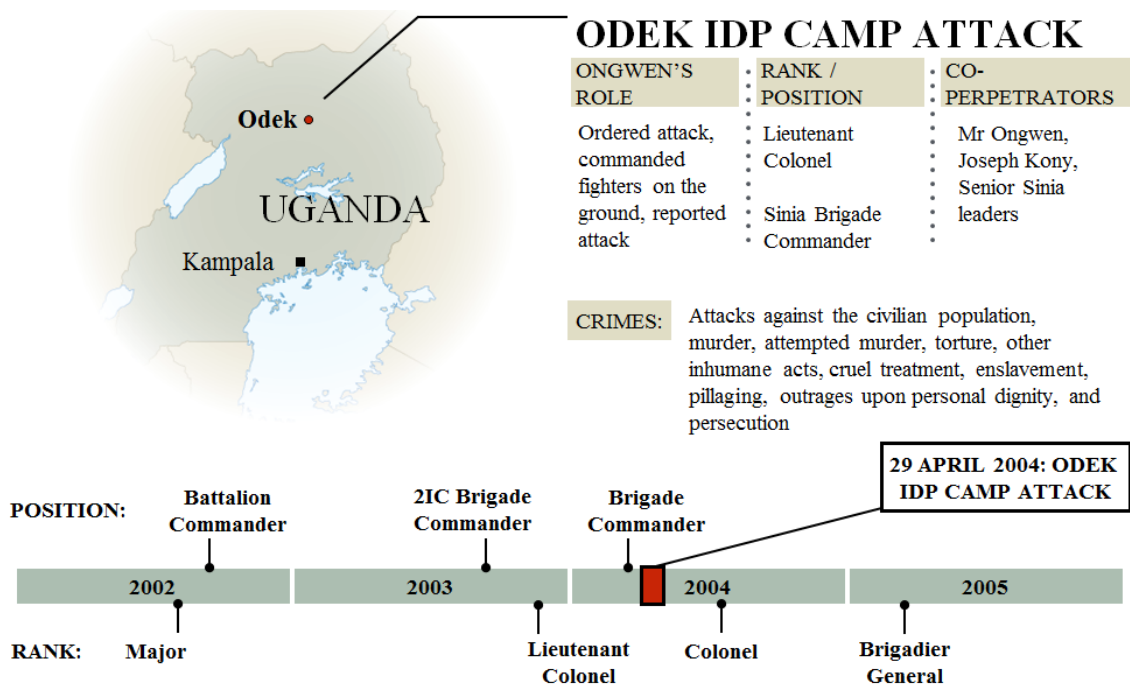 ODEK IDP CAMP ATTACK
ONGWEN'S
ROLE
Ordered attack,
commanded
fighters on the
ground, reported
attack
RANK /
POSITION
Lieutenant
Colonel
Sinia Brigade
Commander
CO-
PERPETRATORS
Mr Ongwen,
Joseph Kony,
Senior Sinia
leaders
Odek
UGANDA
Kampala
CRIMES:
Attacks against the civilian population,
murder, attempted murder, torture, other
inhumane acts, cruel treatment, enslavement,
pillaging, outrages upon personal dignity, and
persecution
29 APRIL 2004: ODEK
IDP CAMP ATTACK
POSITION:
Battalion
Commander
2IC Brigade
Commander
Brigade
Commander
2002
2003
2004
2005
RANK:
Major
Lieutenant
Colonel
Colonel
Brigadier
General